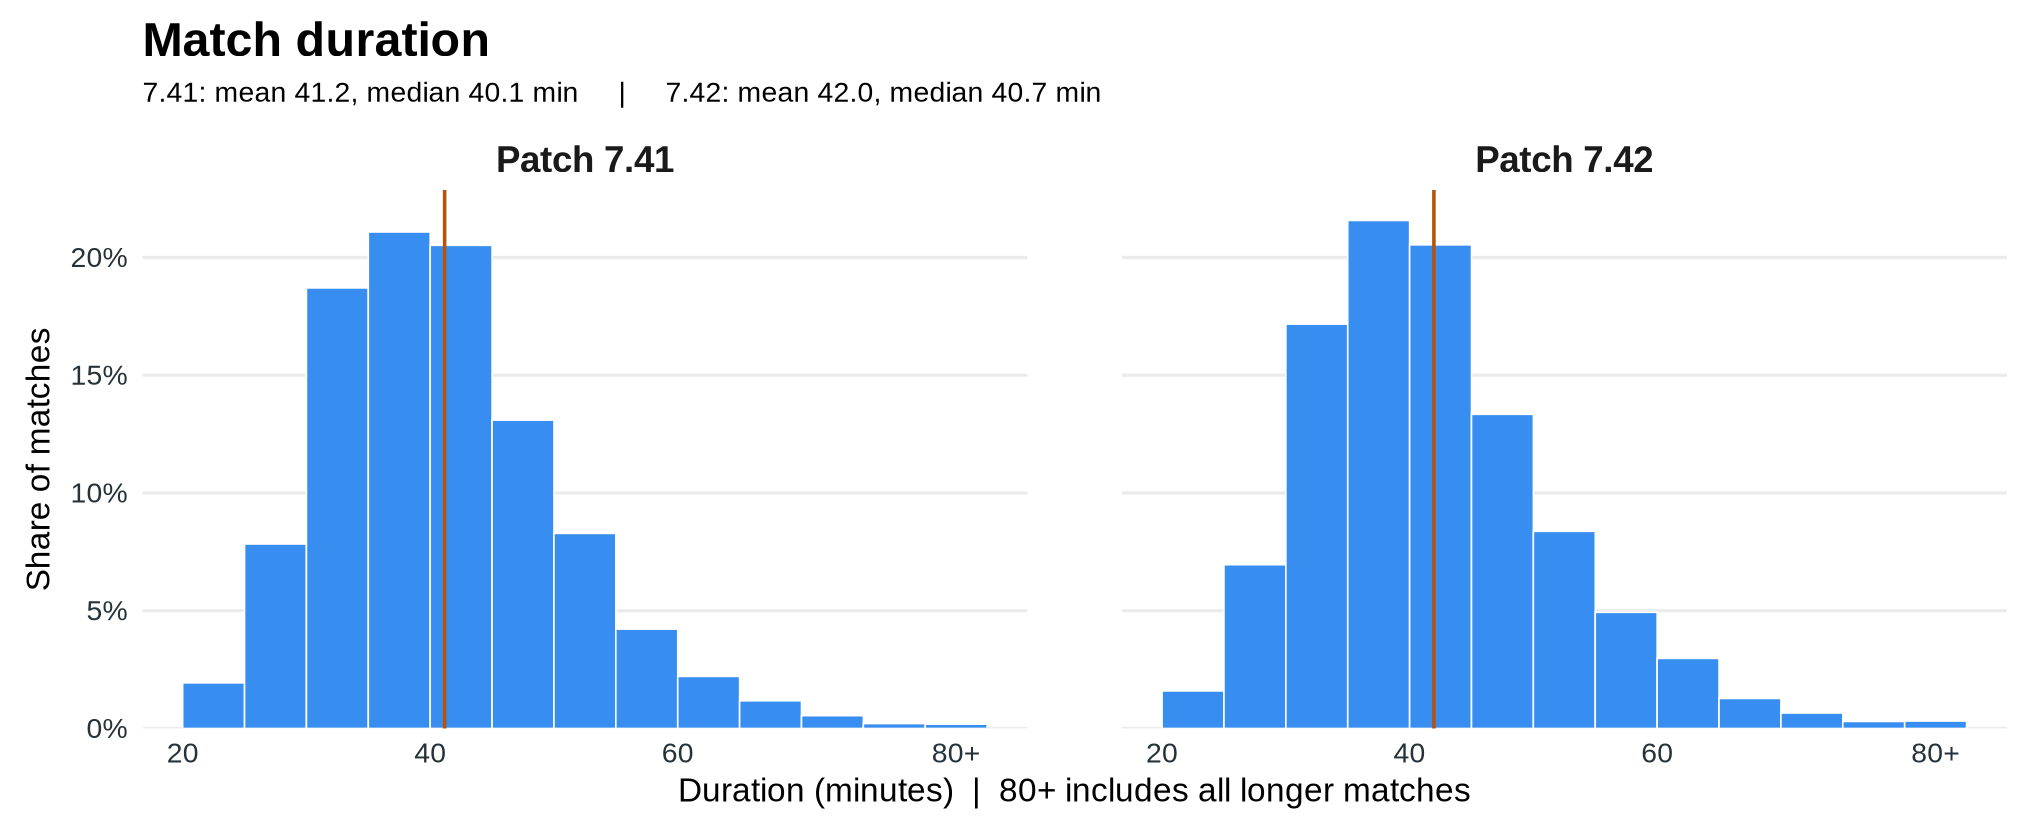 Match duration
7.41: mean 41.2, median 40.1 min | 7.42: mean 42.0, median 40.7 min
Patch 7.41
Patch 7.42
Share of matches
20%
15%
10%
5%
0%
20 40 60 80+
20 40 60 80+
Duration (minutes) | 80+ includes all longer matches